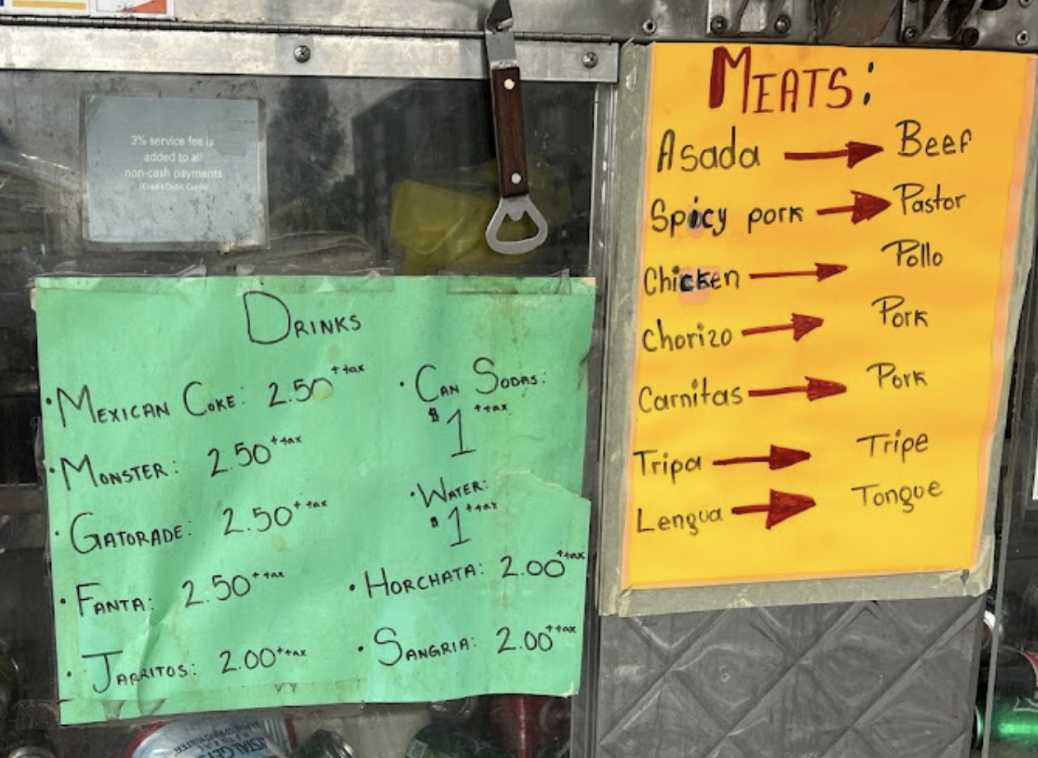 3% service fee is
added to all
non-cash payments
DRINKS
• MEXICAN COKE: 2.50 + tax
• MONSTER: 2.50 + tax
• GATORADE: 2.50 + tax
• FANTA: 2.50 + tax
• JARRITOS: 2.00 + tax
• CAN SODAS:
$1 + tax
• WATER:
$1 + tax
• HORCHATA: 2.00 + tax
• SANGRIA: 2.00 + tax
MEATS:
Asada → Beef
Spicy pork → Pastor
Chicken → Pollo
Chorizo → Pork
Carnitas → Pork
Tripa → Tripe
Lengua → Tongue